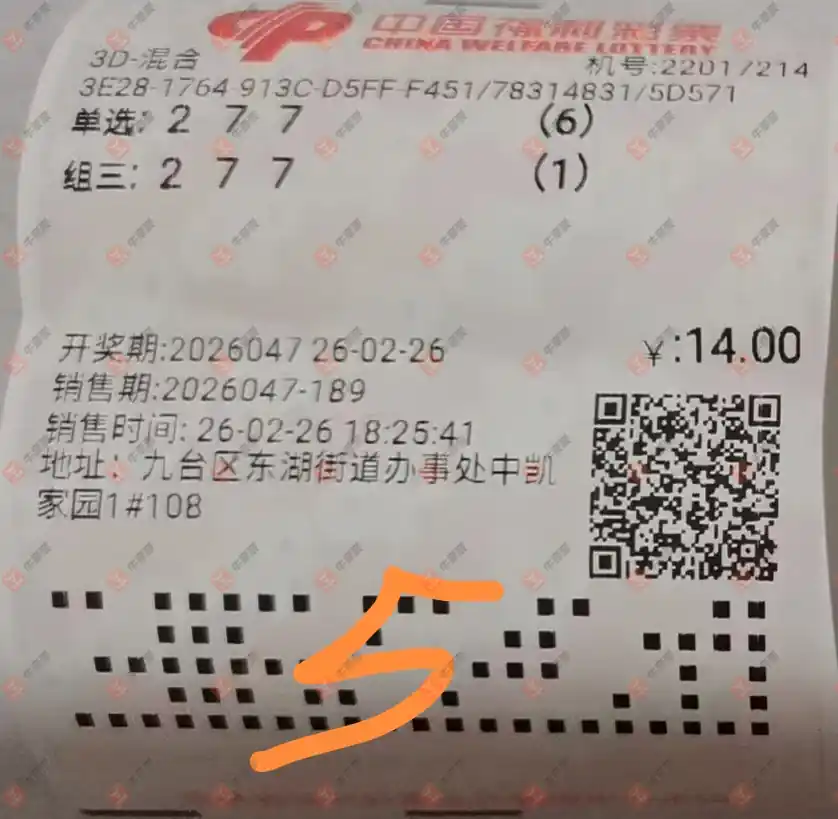 中国福利彩票
CHINA WELFARE LOTTERY
3D-混合 机号:22017214
3E28-1764-913C-D5FF-F451/78314831/5D571
单选: 2 7 7 (6)
组三: 2 7 7 (1)
开奖期:2026047 26-02-26 ¥:14.00
销售期:2026047-189
销售时间: 26-02-26 18:25:41
地址: 九台区东湖街道办事处中凯
家园1#108
5